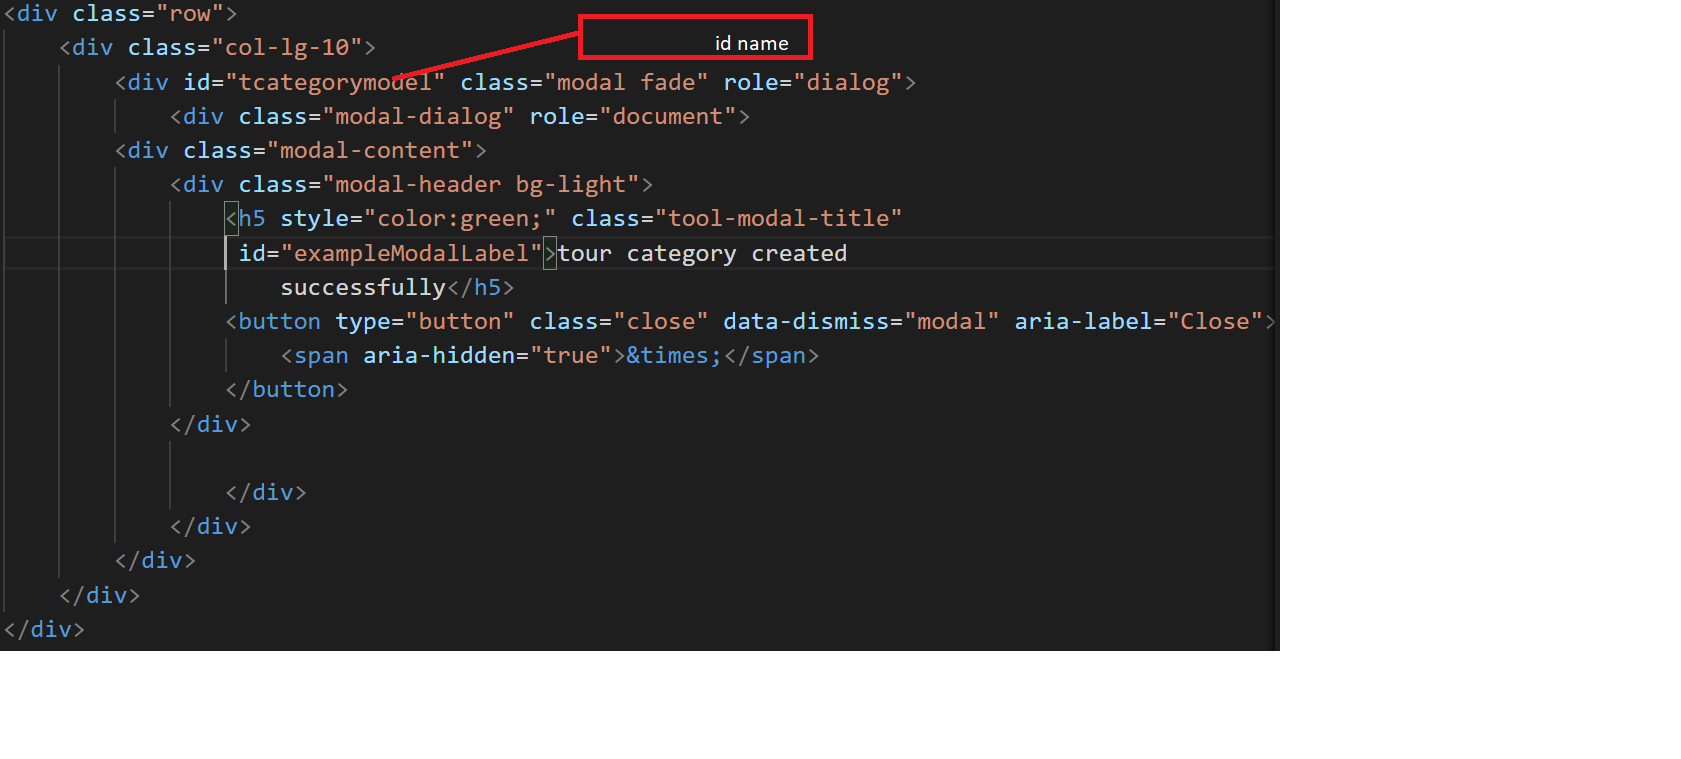 <div class="row">
<div class="col-lg-10">
id name
<div id="tcategorymodel" class="modal fade" role="dialog">
<div class="modal-dialog" role="document">
<div class="modal-content">
<div class="modal-header bg-light">
<h5 style="color:green;" class="tool-modal-title"
id="exampleModalLabel">tour category created
successfully</h5>
<button type="button" class="close" data-dismiss="modal" aria-label="Close">
<span aria-hidden="true">&times;</span>
</button>
</div>
</div>
</div>
</div>
</div>
</div>